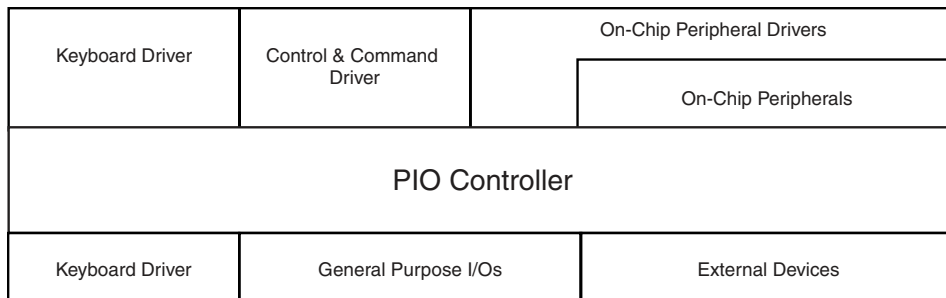 Keyboard Driver
Control & Command
Driver
On-Chip Peripheral Drivers
On-Chip Peripherals
PIO Controller
Keyboard Driver
General Purpose I/Os
External Devices